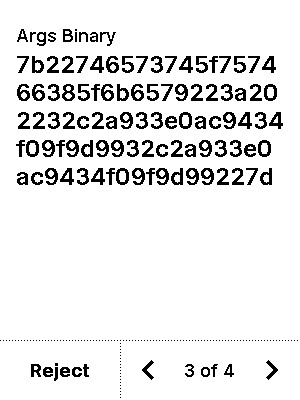 Args Binary
7b22746573745f7574
66385f6b6579223a20
2232c2a933e0ac9434
f09f9d9932c2a933e0
ac9434f09f9d99227d
Reject
3 of 4